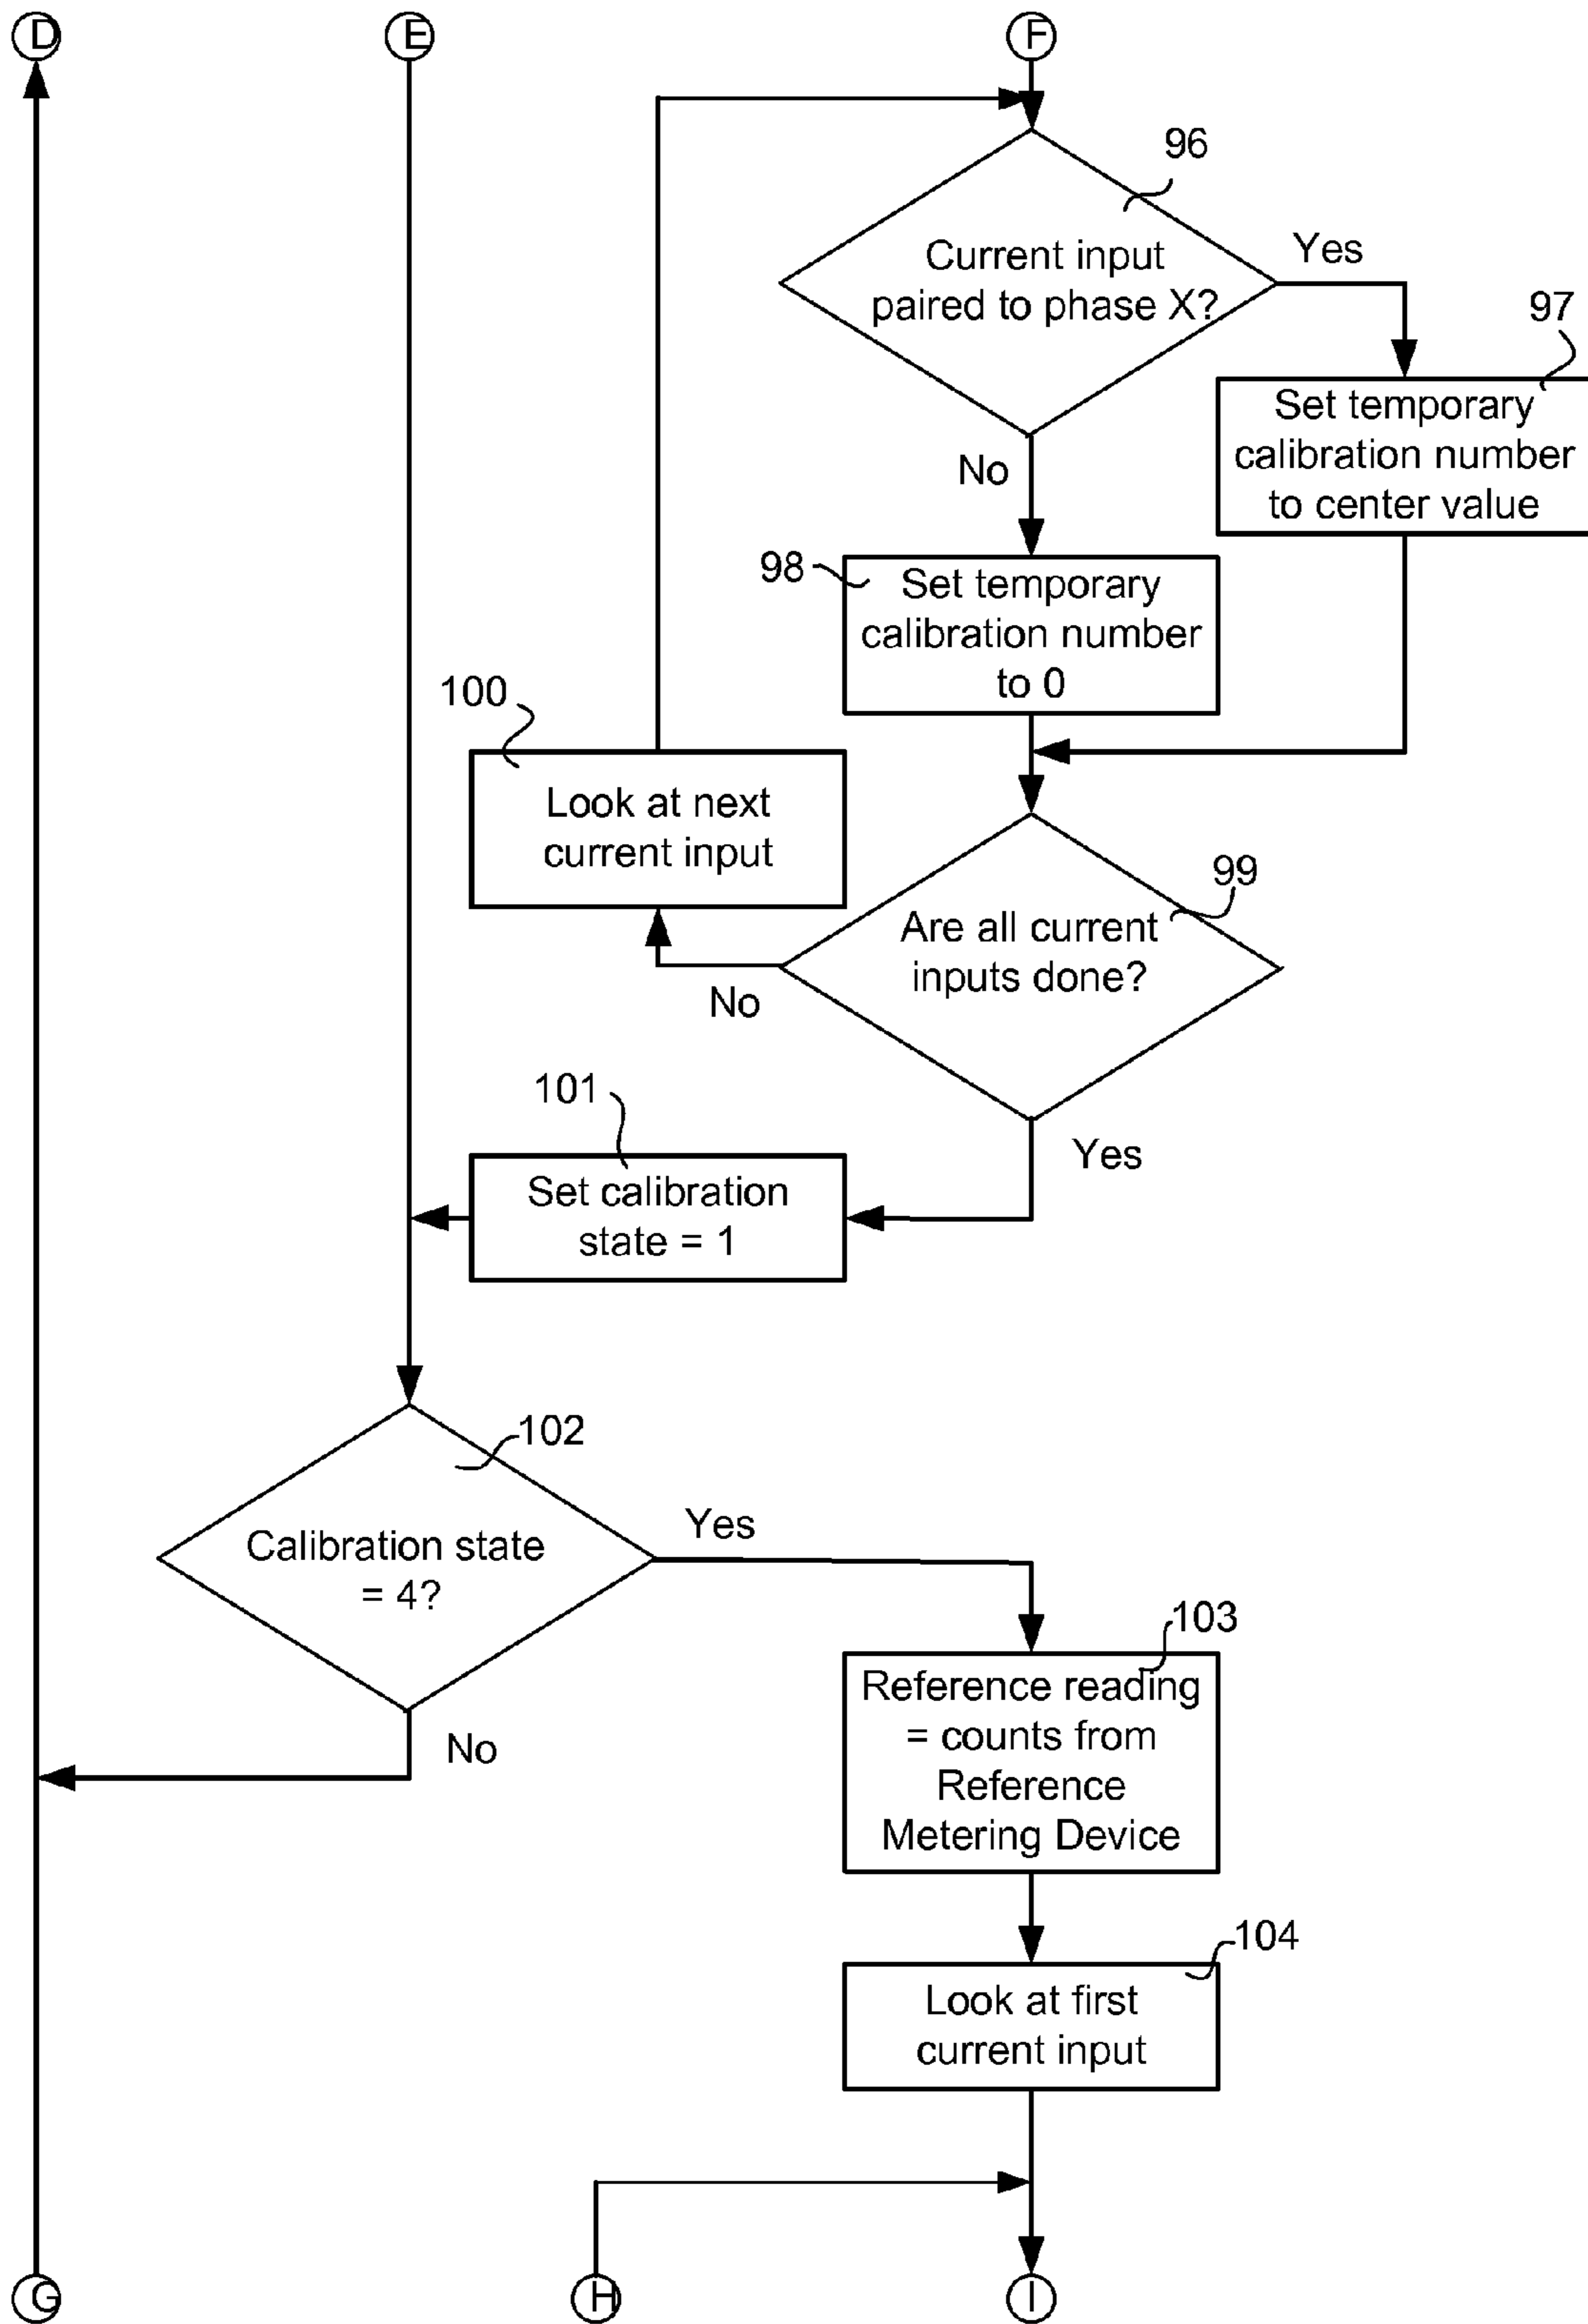 D
E
F
96
Current input
paired to phase X?
Yes
97
Set temporary
calibration number
to center value
No
98
Set temporary
calibration number
to 0
100
Look at next
current input
99
Are all current
inputs done?
No
Yes
101
Set calibration
state = 1
102
Calibration state
= 4?
Yes
No
103
Reference reading
= counts from
Reference
Metering Device
104
Look at first
current input
G
H
I